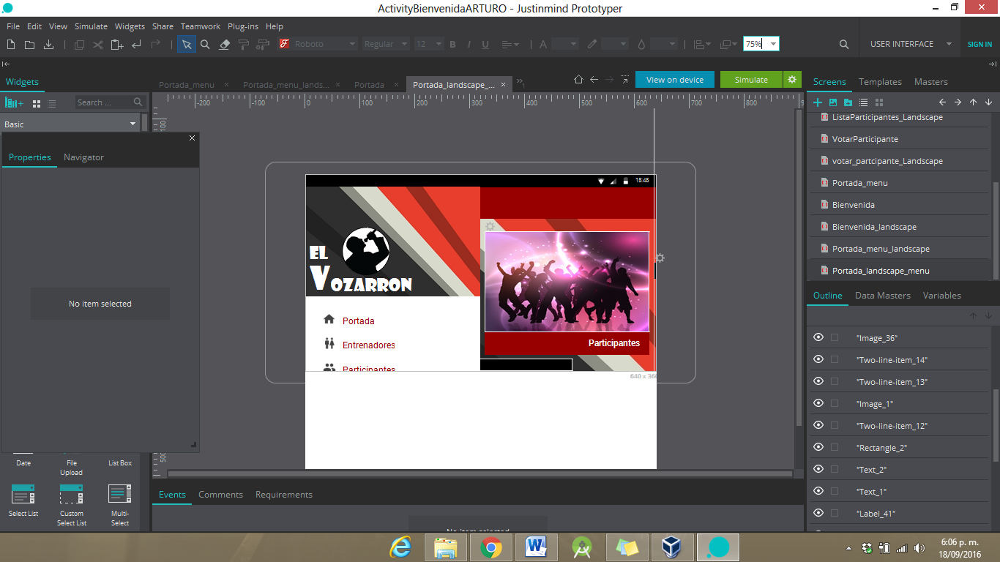 ActivityBienvenidaARTURO - Justinmind Prototyper
File Edit View Simulate Widgets Share Teamwork Plug-ins Help
Roboto Regular 12 B I U A 75% USER INTERFACE SIGN IN
Widgets
Search ...
Basic
Properties Navigator
No item selected
Date File Upload List Box
Select List Custom Select List Multi-Select
Portada_menu Portada_menu_lands... Portada Portada_landscape_... 1
View on device Simulate
-200 -100 0 100 200 300 400 500 600 700 800
100
15:45
EL
VOZARRON
Portada
Entrenadores
Participantes
Participantes
640 x 360
Events Comments Requirements
No item selected
Screens Templates Masters
ListaParticipantes_Landscape
VotarParticipante
votar_partcipante_Landscape
Portada_menu
Bienvenida
Bienvenida_landscape
Portada_menu_landscape
Portada_landscape_menu
Outline Data Masters Variables
"Image_36"
"Two-line-item_14"
"Two-line-item_13"
"Image_1"
"Two-line-item_12"
"Rectangle_2"
"Text_2"
"Text_1"
"Label_41"
6:06 p. m.
18/09/2016